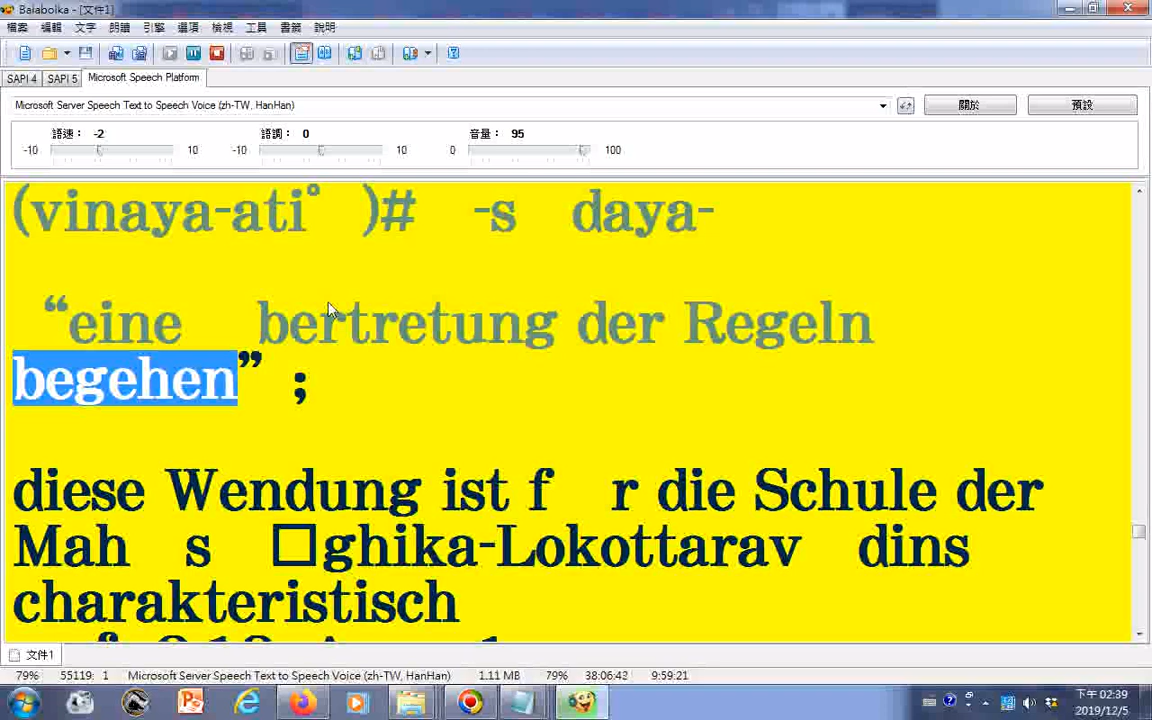 Balabolka - [文件1]
檔案 編輯 文字 朗讀 引擎 選項 檢視 工具 書籤 說明
SAPI 4 SAPI 5 Microsoft Speech Platform
Microsoft Server Speech Text to Speech Voice (zh-TW, HanHan) 關於 預設
語速： -2 語調： 0 音量： 95
-10 10 -10 10 0 100
(vinaya-ati° )# -s daya-
“eine bertretung der Regeln
begehen” ;
diese Wendung ist f r die Schule der
Mah s □ghika-Lokottarav dins
charakteristisch
文件1
79% 55119: 1 Microsoft Server Speech Text to Speech Voice (zh-TW, HanHan) 1.11 MB 79% 38:06:43 9:59:21
下午 02:39
2019/12/5